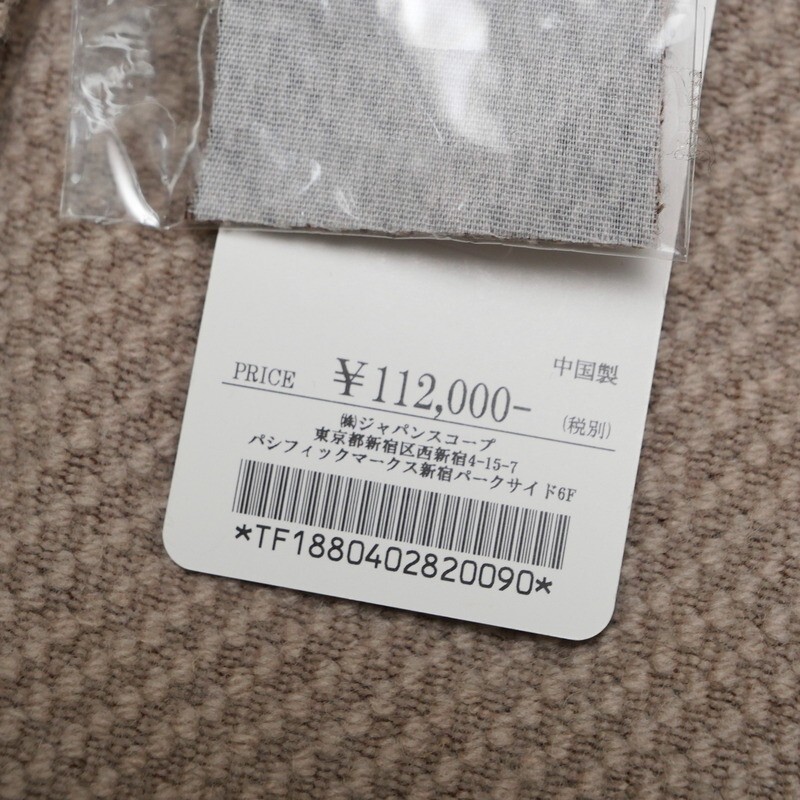 中国製
PRICE ¥112,000- (税別)
㈱ジャパンスコープ
東京都新宿区西新宿4-15-7
パシフィックマークス新宿パークサイド6F
*TF1880402820090*